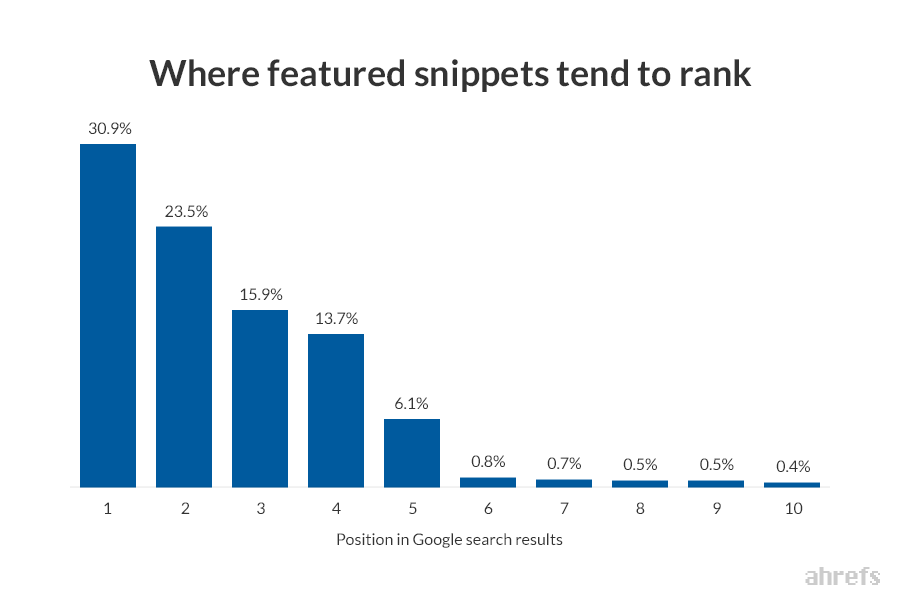 Where featured snippets tend to rank
30.9%
23.5%
15.9%
13.7%
6.1%
0.8%
0.7%
0.5%
0.5%
0.4%
1 2 3 4 5 6 7 8 9 10
Position in Google search results
ahrefs